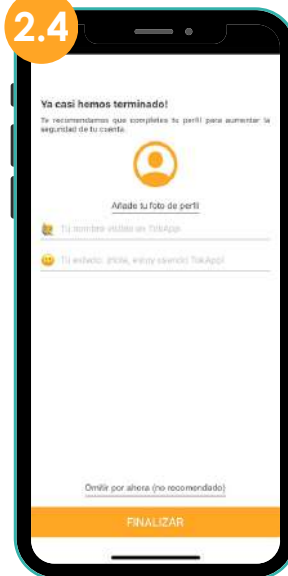 2.4
Ya casi hemos terminado!
Te recomendamos que completes tu perfil para aumentar la
seguridad de tu cuenta.
Añade tu foto de perfil
Tu nombre visible en TokApp
Tu estado: ¡Hola, estoy usando TokApp!
Omitir por ahora (no recomendado)
FINALIZAR